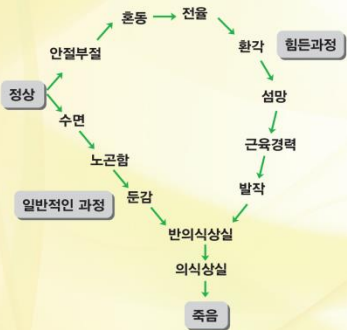 혼동
전율
안절부절
환각
힘든과정
정상
섬망
수면
근육경력
노곤함
발작
일반적인 과정
둔감
반의식상실
의식상실
죽음